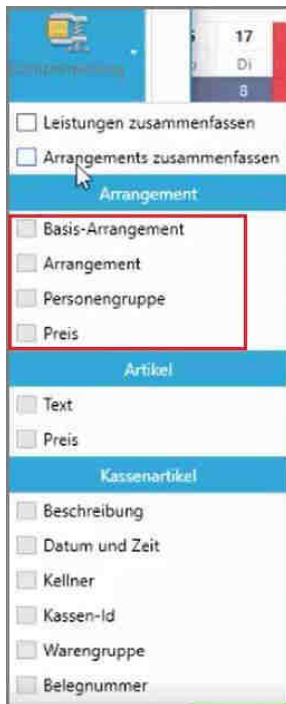 17
Di
8
Leistungen zusammenfassen
Arrangements zusammenfassen
Arrangement
Basis-Arrangement
Arrangement
Personengruppe
Preis
Artikel
Text
Preis
Kassenartikel
Beschreibung
Datum und Zeit
Kellner
Kassen-Id
Warengruppe
Belegnummer